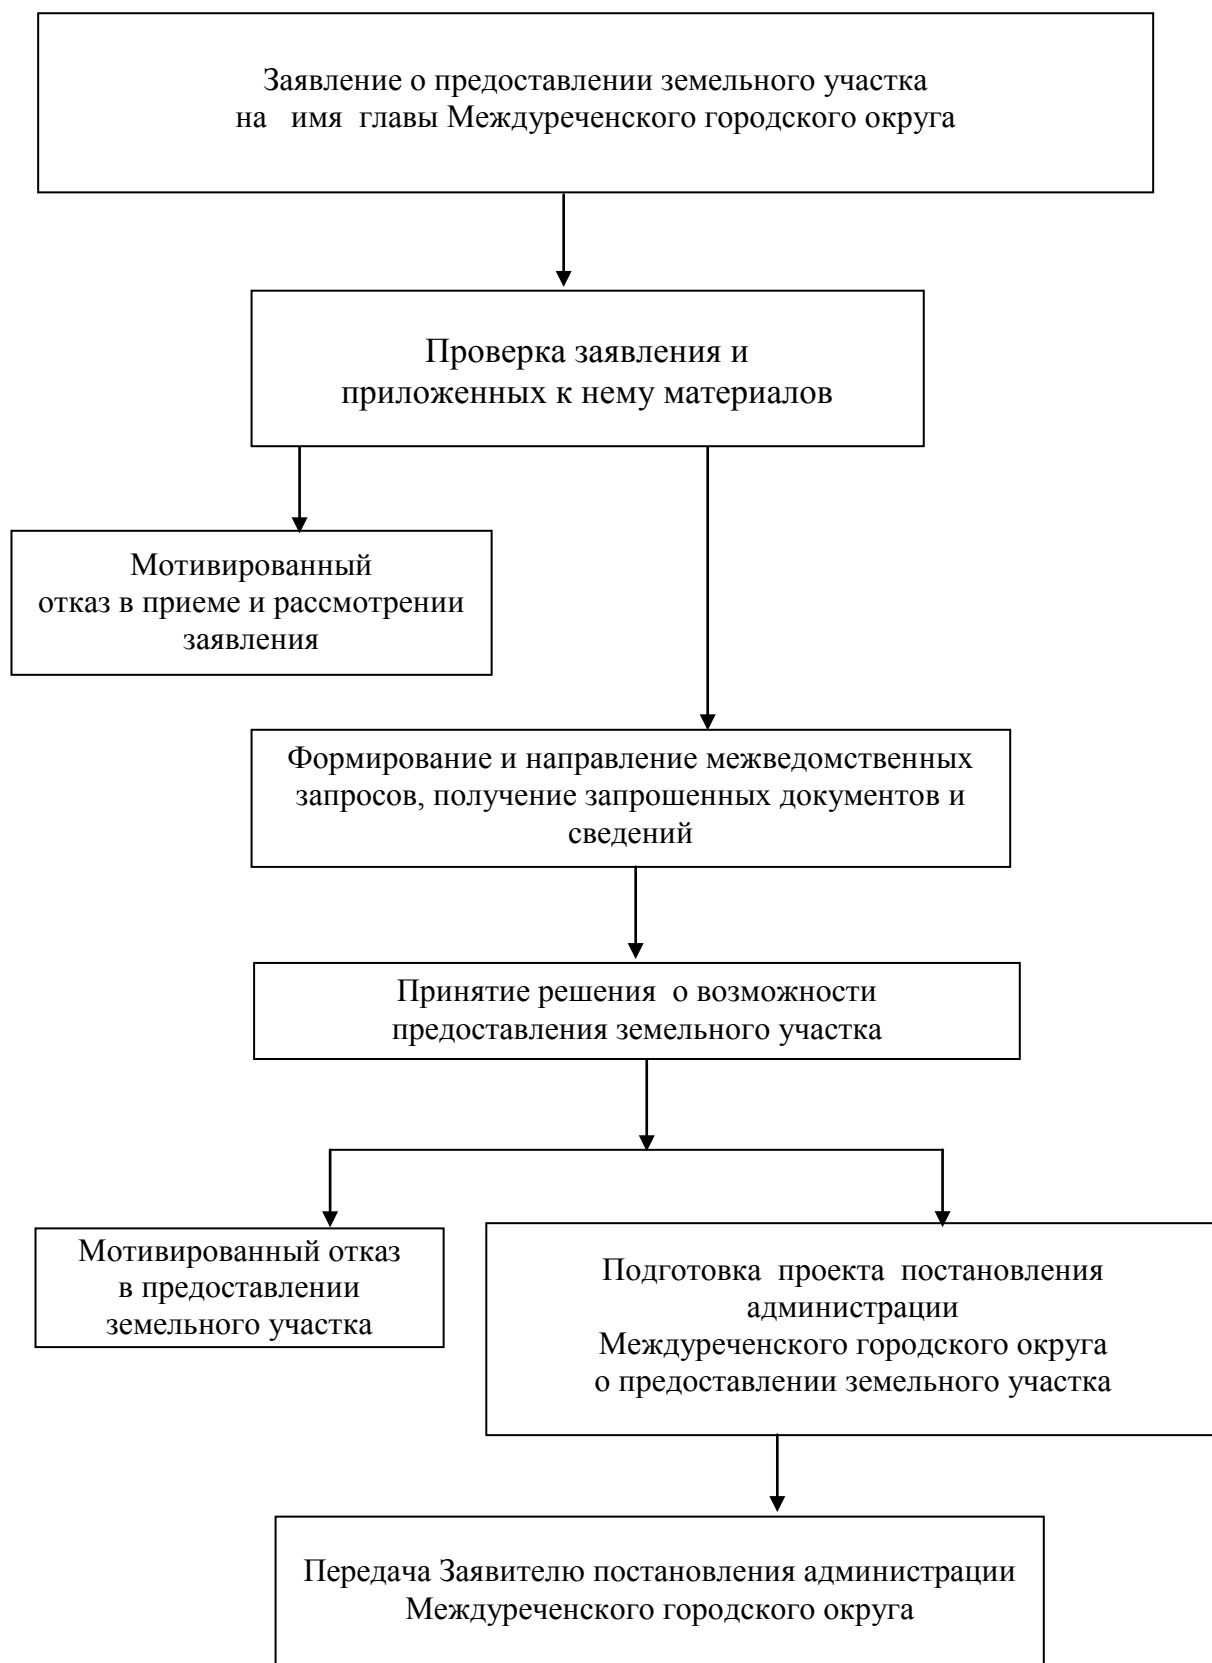 Заявление о предоставлении земельного участка
на имя главы Междуреченского городского округа
Проверка заявления и
приложенных к нему материалов
Мотивированный
отказ в приеме и рассмотрении
заявления
Формирование и направление межведомственных
запросов, получение запрошенных документов и
сведений
Принятие решения о возможности
предоставления земельного участка
Мотивированный отказ
в предоставлении
земельного участка
Подготовка проекта постановления
администрации
Междуреченского городского округа
о предоставлении земельного участка
Передача Заявителю постановления администрации
Междуреченского городского округа